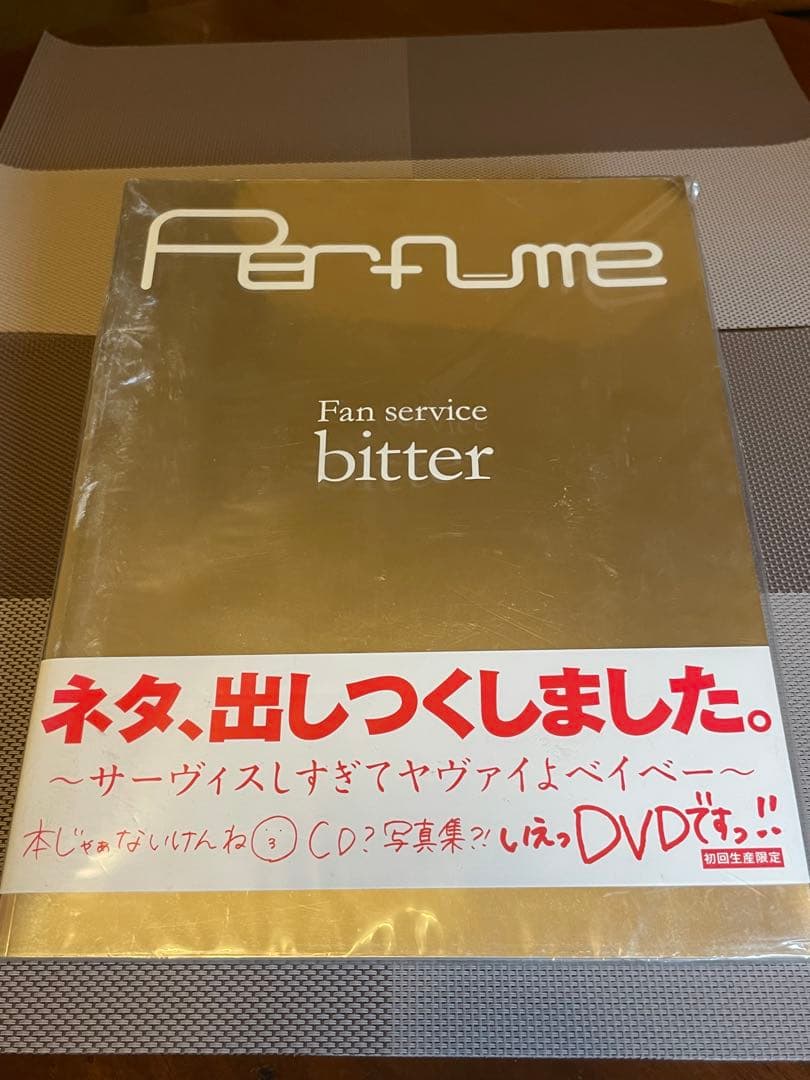 Perfume
Fan service
bitter
ネタ、出しつくしました。
〜サーヴィスしすぎてヤヴァイよベイベー〜
本じゃぁないけんね CD?写真集?!いえっDVDですっ!!
初回生産限定